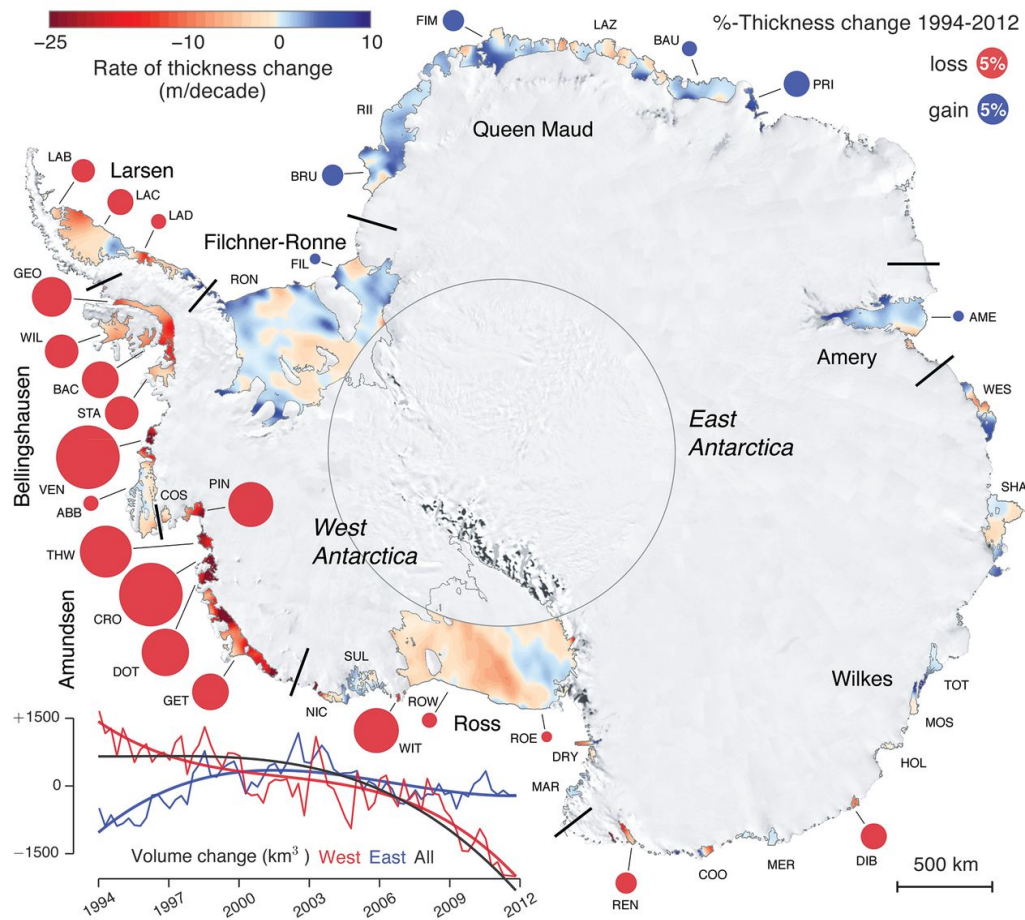 −25
−10
0
10
Rate of thickness change
(m/decade)
%-Thickness change 1994-2012
loss 5%
gain 5%
FIM
LAZ
BAU
PRI
RII
Queen Maud
BRU
LAB
Larsen
LAC
LAD
Filchner-Ronne
FIL
RON
GEO
WIL
BAC
STA
VEN
ABB
COS
PIN
Bellingshausen
AME
Amery
WES
East
Antarctica
West
Antarctica
SHA
THW
CRO
DOT
GET
Amundsen
SUL
NIC
ROW
WIT
Ross
ROE
DRY
MAR
Wilkes
TOT
MOS
HOL
DIB
MER
COO
REN
500 km
+1500
0
−1500
Volume change (km³) West East All
1994
1997
2000
2003
2006
2009
2012